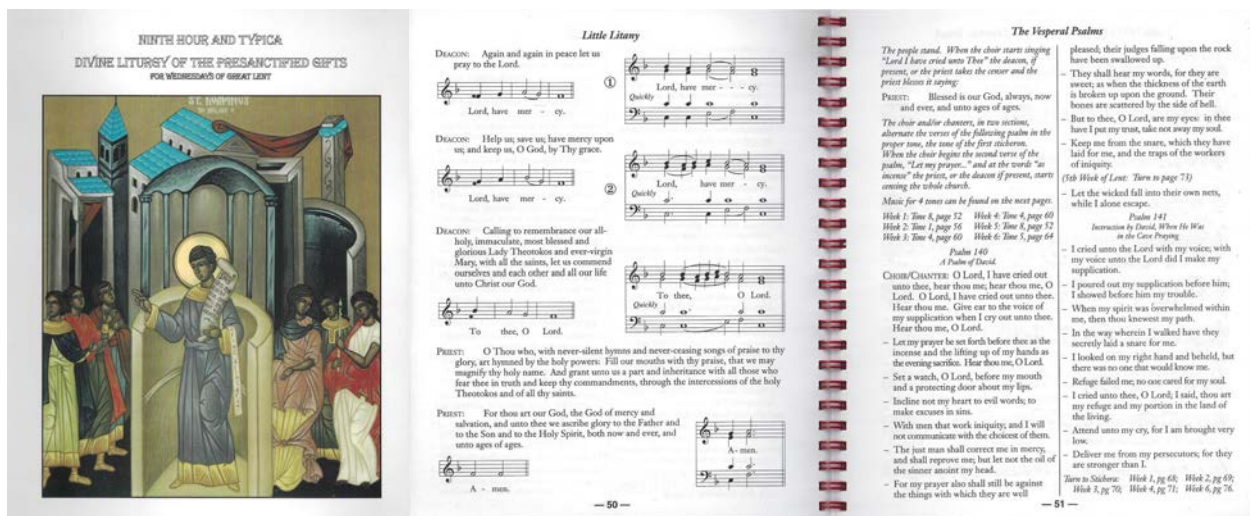 NINTH HOUR AND TYPICA
DIVINE LITURGY OF THE PRESANCTIFIED GIFTS
FOR WEDNESDAYS OF GREAT LENT
Little Litany
DEACON: Again and again in peace let us
pray to the Lord.
Lord, have mer - cy.
①
Lord, have mer - - - cy.
Quickly
DEACON: Help us; save us; have mercy upon
us; and keep us, O God, by Thy grace.
Lord, have mer - cy.
②
Lord, have mer - cy.
Quickly
DEACON: Calling to remembrance our all-
holy, immaculate, most blessed and
glorious Lady Theotokos and ever-virgin
Mary, with all the saints, let us commend
ourselves and each other and all our life
unto Christ our God.
To thee, O Lord.
To thee, O Lord.
Quickly
PRIEST: O Thou who, with never-silent hymns and never-ceasing songs of praise to thy
glory, art hymned by the holy powers: Fill our mouths with thy praise, that we may
magnify thy holy name. And grant unto us a part and inheritance with all those who
fear thee in truth and keep thy commandments, through the intercessions of the holy
Theotokos and of all thy saints.
PRIEST: For thou art our God, the God of mercy and
salvation, and unto thee we ascribe glory to the Father and
to the Son and to the Holy Spirit, both now and ever, and
unto ages of ages.
A - men.
A - men.
— 50 —
The Vesperal Psalms
The people stand. When the choir starts singing
"Lord I have cried unto Thee" the deacon, if
present, or the priest takes the censer and the
priest blesses it saying:
PRIEST: Blessed is our God, always, now
and ever, and unto ages of ages.
The choir and/or chanters, in two sections,
alternate the verses of the following psalm in the
proper tone, the tone of the first sticheron.
When the choir begins the second verse of the
psalm, "Let my prayer..." and at the words "as
incense" the priest, or the deacon if present, starts
censing the whole church.
Music for 4 tones can be found on the next pages.
Week 1: Tone 8, page 52 Week 4: Tone 4, page 60
Week 2: Tone 1, page 56 Week 5: Tone 8, page 52
Week 3: Tone 4, page 60 Week 6: Tone 5, page 64
Psalm 140
A Psalm of David.
CHOIR/CHANTER: O Lord, I have cried out
unto thee, hear thou me; hear thou me, O
Lord. O Lord, I have cried out unto thee.
Hear thou me. Give ear to the voice of
my supplication when I cry out unto thee.
Hear thou me, O Lord.
– Let my prayer be set forth before thee as the
incense and the lifting up of my hands as
the evening sacrifice. Hear thou me, O Lord.
– Set a watch, O Lord, before my mouth
and a protecting door about my lips.
– Incline not my heart to evil words; to
make excuses in sins.
– With men that work iniquity; and I will
not communicate with the choicest of them.
– The just man shall correct me in mercy,
and shall reprove me; but let not the oil of
the sinner anoint my head.
– For my prayer also shall still be against
the things with which they are well
pleased; their judges falling upon the rock
have been swallowed up.
– They shall hear my words, for they are
sweet; as when the thickness of the earth
is broken up upon the ground. Their
bones are scattered by the side of hell.
– But to thee, O Lord, are my eyes: in thee
have I put my trust, take not away my soul.
– Keep me from the snare, which they have
laid for me, and the traps of the workers
of iniquity.
(5th Week of Lent: Turn to page 73)
– Let the wicked fall into their own nets,
while I alone escape.
Psalm 141
Instruction by David, When He Was
in the Cave Praying
– I cried unto the Lord with my voice; with
my voice unto the Lord did I make my
supplication.
– I poured out my supplication before him;
I showed before him my trouble.
– When my spirit was overwhelmed within
me, then thou knewest my path.
– In the way wherein I walked have they
secretly laid a snare for me.
– I looked on my right hand and beheld, but
there was no one that would know me.
– Refuge failed me; no one cared for my soul.
– I cried unto thee, O Lord; I said, thou art
my refuge and my portion in the land of
the living.
– Attend unto my cry, for I am brought very
low.
– Deliver me from my persecutors; for they
are stronger than I.
Turn to Stichera: Week 1, pg 68; Week 2, pg 69;
Week 3, pg 70; Week 4, pg 71; Week 6, pg 76.
— 51 —